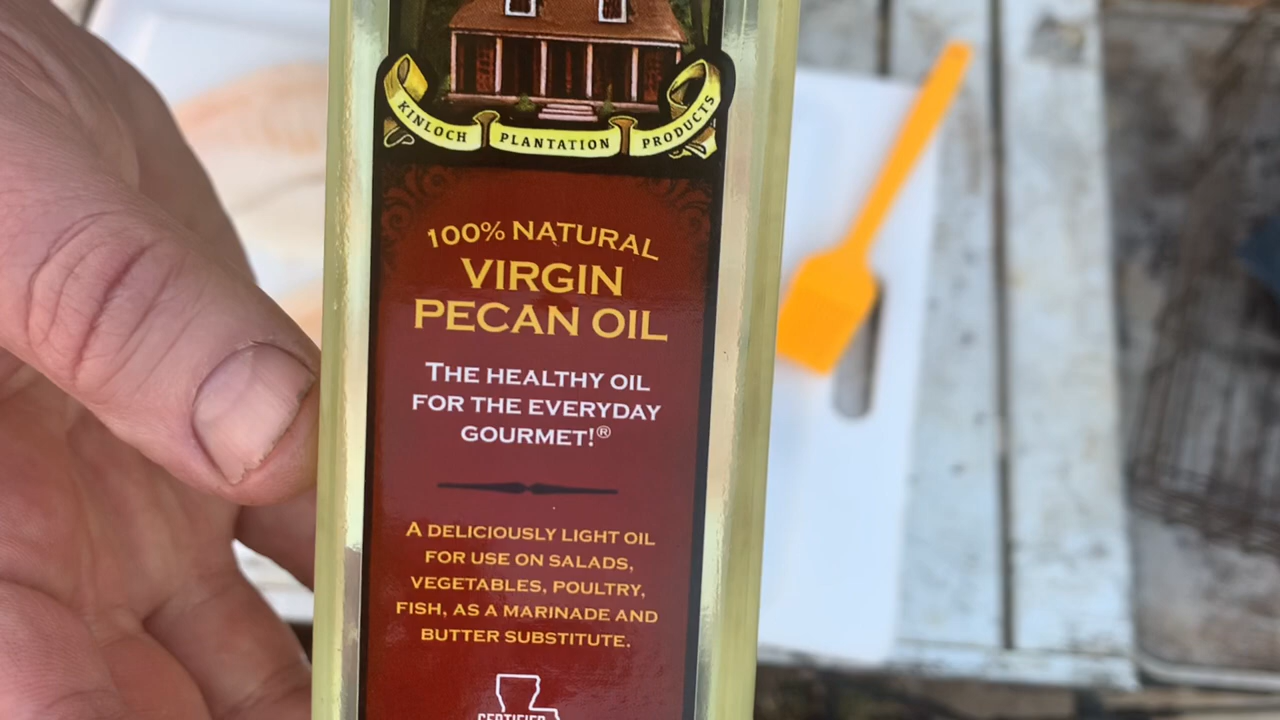 KINLOCH PLANTATION PRODUCTS
100% NATURAL
VIRGIN
PECAN OIL
THE HEALTHY OIL
FOR THE EVERYDAY
GOURMET!®
A DELICIOUSLY LIGHT OIL
FOR USE ON SALADS,
VEGETABLES, POULTRY,
FISH, AS A MARINADE AND
BUTTER SUBSTITUTE.
CERTIFIED